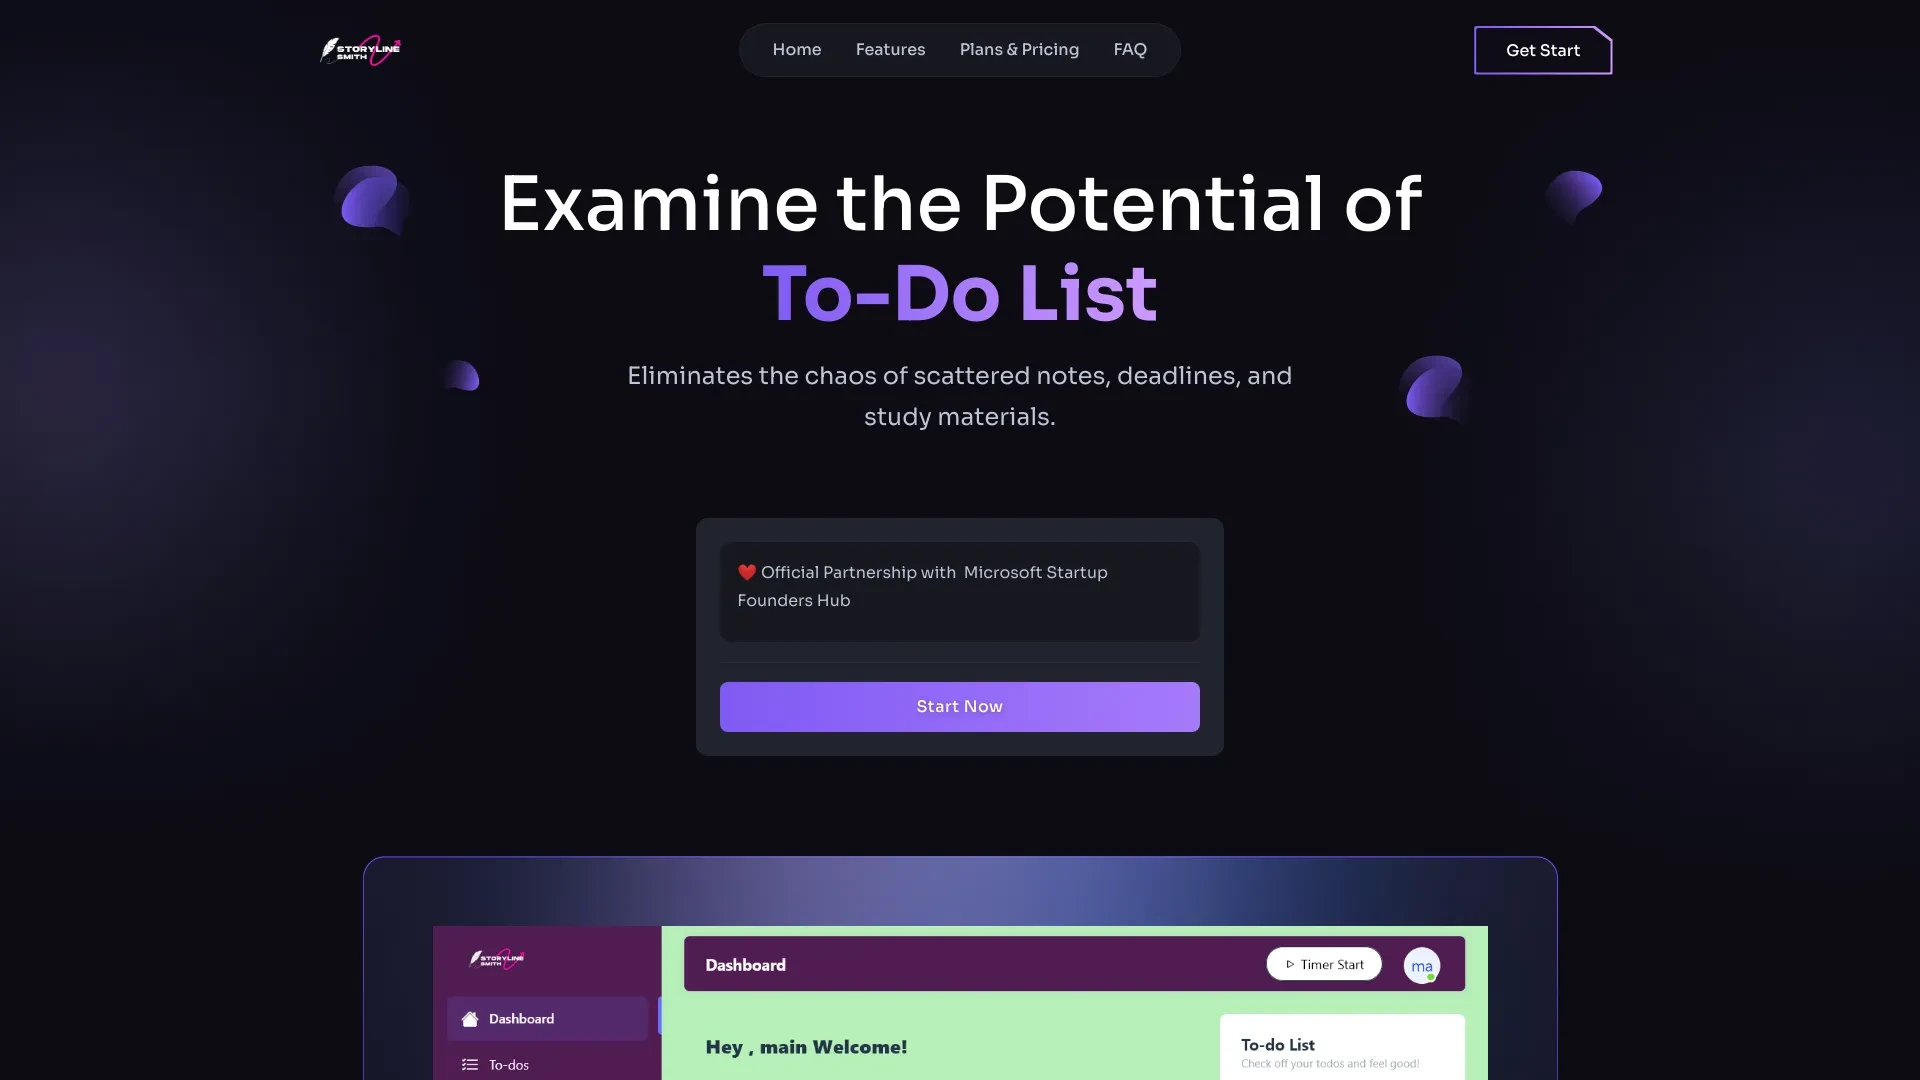 STORYLINE
SMITH
Home
Features
Plans & Pricing
FAQ
Get Start
Examine the Potential of
To-Do List
Eliminates the chaos of scattered notes, deadlines, and
study materials.
❤️ Official Partnership with  Microsoft Startup
Founders Hub
Start Now
STORYLINE
SMITH
Dashboard
Timer Start
ma
Dashboard
To-dos
Hey , main Welcome!
To-do List
Check off your todos and feel good!